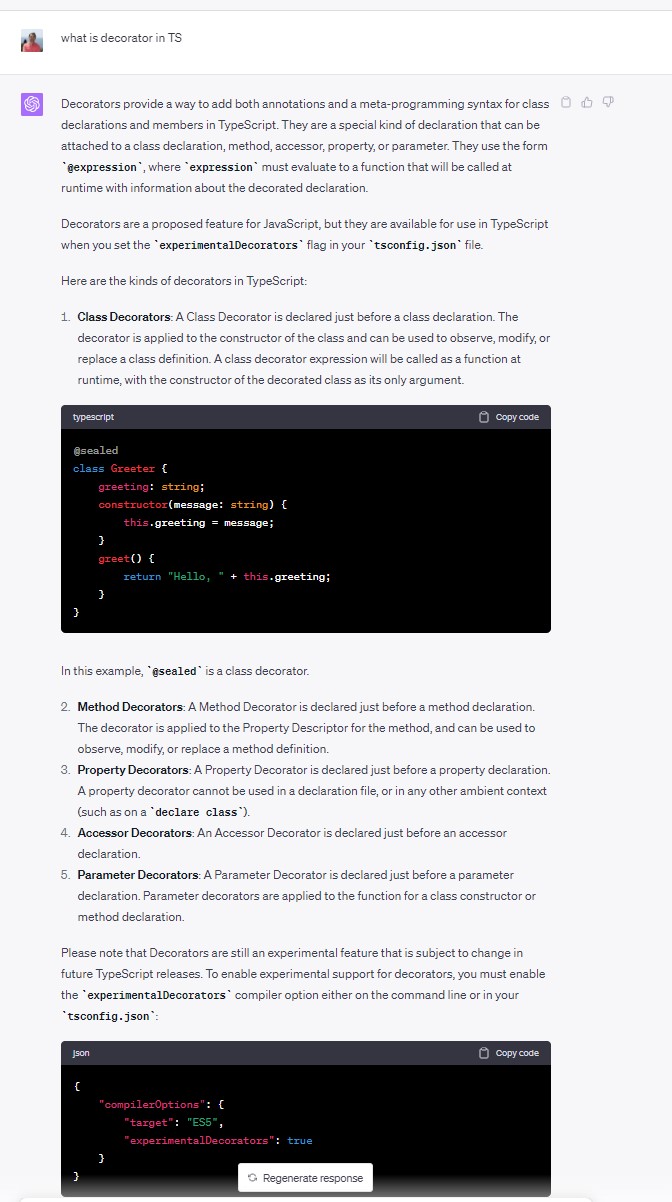 what is decorator in TS
Decorators provide a way to add both annotations and a meta-programming syntax for class
declarations and members in TypeScript. They are a special kind of declaration that can be
attached to a class declaration, method, accessor, property, or parameter. They use the form
`@expression`, where `expression` must evaluate to a function that will be called at
runtime with information about the decorated declaration.
Decorators are a proposed feature for JavaScript, but they are available for use in TypeScript
when you set the `experimentalDecorators` flag in your `tsconfig.json` file.
Here are the kinds of decorators in TypeScript:
1. Class Decorators: A Class Decorator is declared just before a class declaration. The
decorator is applied to the constructor of the class and can be used to observe, modify, or
replace a class definition. A class decorator expression will be called as a function at
runtime, with the constructor of the decorated class as its only argument.
typescript Copy code
@sealed
class Greeter {
    greeting: string;
    constructor(message: string) {
        this.greeting = message;
    }
    greet() {
        return "Hello, " + this.greeting;
    }
}
In this example, `@sealed` is a class decorator.
2. Method Decorators: A Method Decorator is declared just before a method declaration.
The decorator is applied to the Property Descriptor for the method, and can be used to
observe, modify, or replace a method definition.
3. Property Decorators: A Property Decorator is declared just before a property declaration.
A property decorator cannot be used in a declaration file, or in any other ambient context
(such as on a `declare class`).
4. Accessor Decorators: An Accessor Decorator is declared just before an accessor
declaration.
5. Parameter Decorators: A Parameter Decorator is declared just before a parameter
declaration. Parameter decorators are applied to the function for a class constructor or
method declaration.
Please note that Decorators are still an experimental feature that is subject to change in
future TypeScript releases. To enable experimental support for decorators, you must enable
the `experimentalDecorators` compiler option either on the command line or in your
`tsconfig.json`:
json Copy code
{
    "compilerOptions": {
        "target": "ES5",
        "experimentalDecorators": true
    }
}
Regenerate response